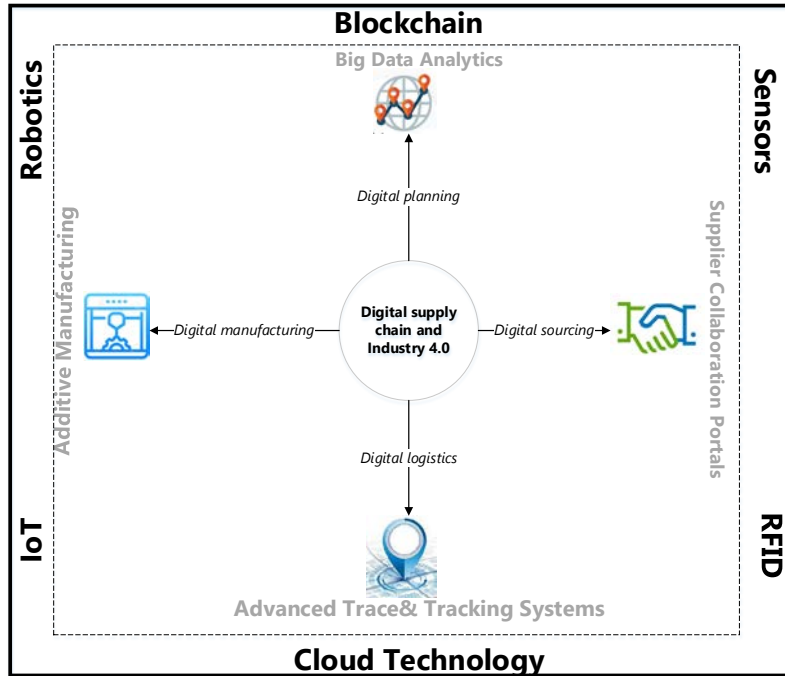 Blockchain
Big Data Analytics
Robotics
Sensors
Digital planning
Additive Manufacturing
Supplier Collaboration Portals
Digital manufacturing
Digital supply
chain and
Industry 4.0
Digital sourcing
Digital logistics
IoT
RFID
Advanced Trace& Tracking Systems
Cloud Technology